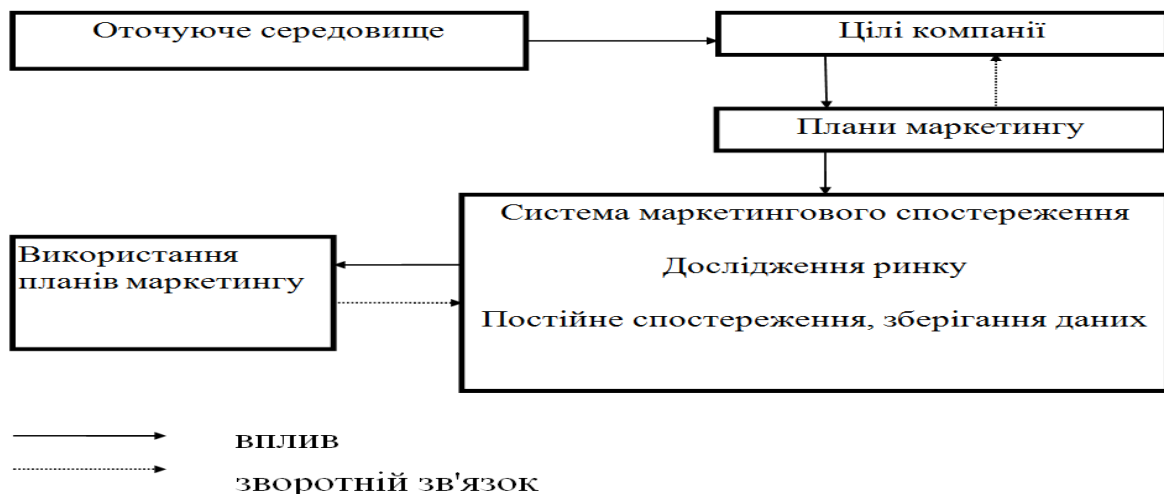 Оточуюче середовище
Цілі компанії
Плани маркетингу
Система маркетингового спостереження
Дослідження ринку
Постійне спостереження, зберігання даних
Використання
планів маркетингу
вплив
зворотній зв'язок